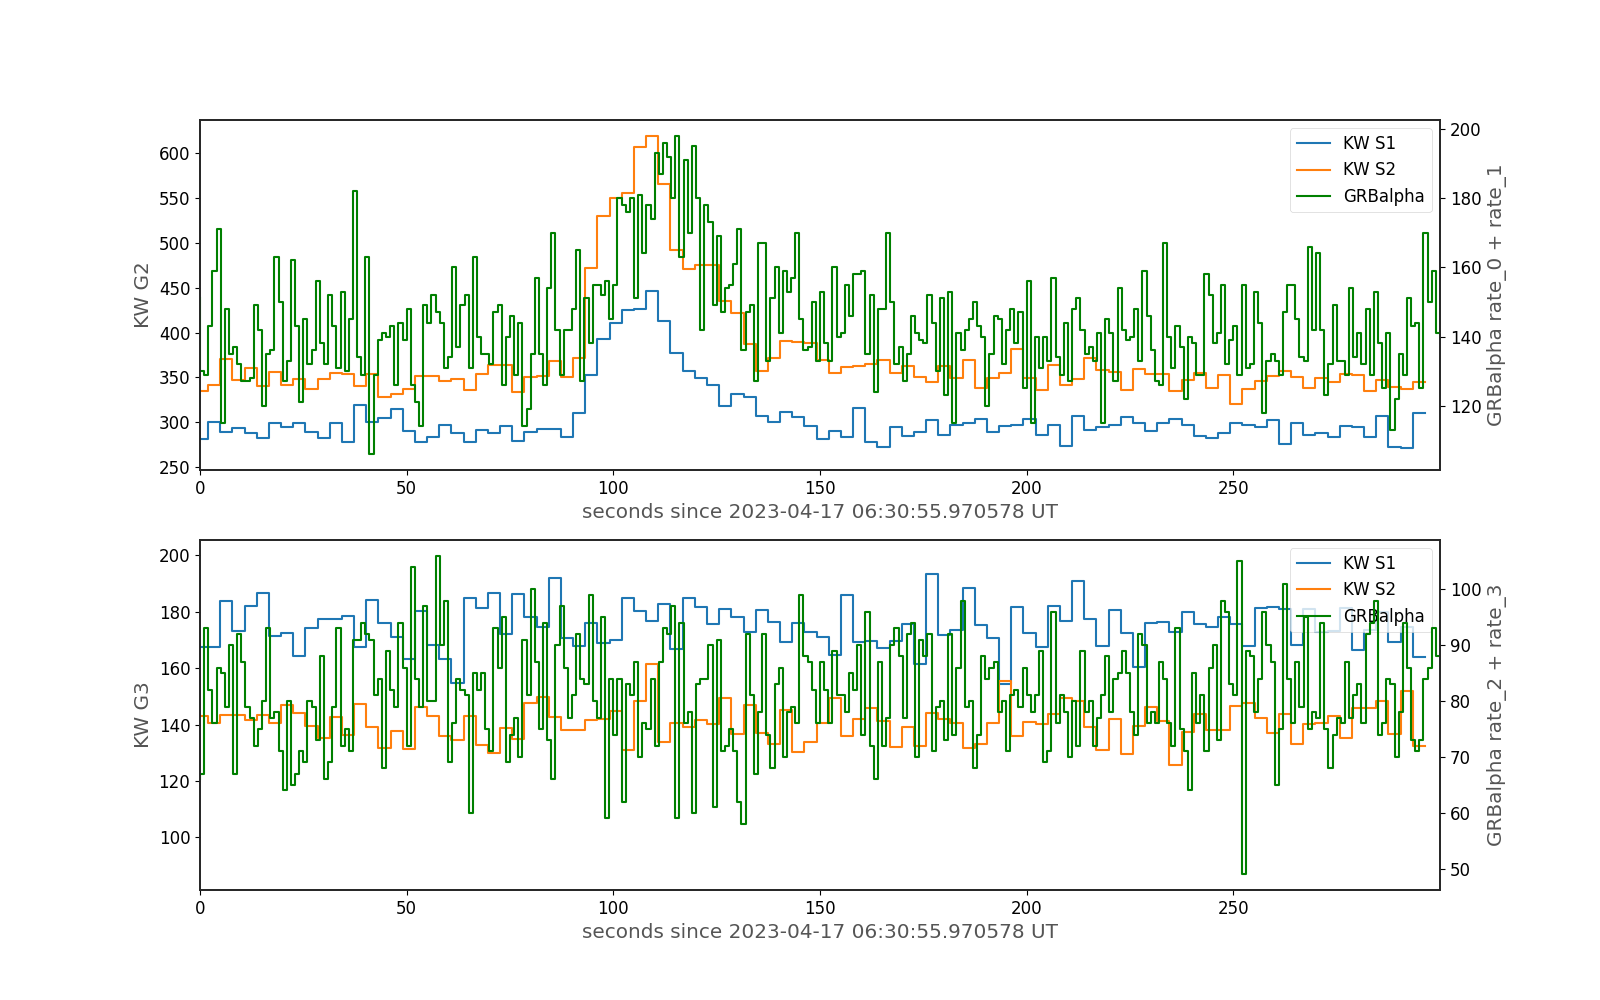 KW G2
600
550
500
450
400
350
300
250
KW S1
KW S2
GRBalpha
200
180
160
140
120
GRBalpha rate_0 + rate_1
0 50 100 150 200 250
seconds since 2023-04-17 06:30:55.970578 UT
KW G3
200
180
160
140
120
100
KW S1
KW S2
GRBalpha
100
90
80
70
60
50
GRBalpha rate_2 + rate_3
0 50 100 150 200 250
seconds since 2023-04-17 06:30:55.970578 UT